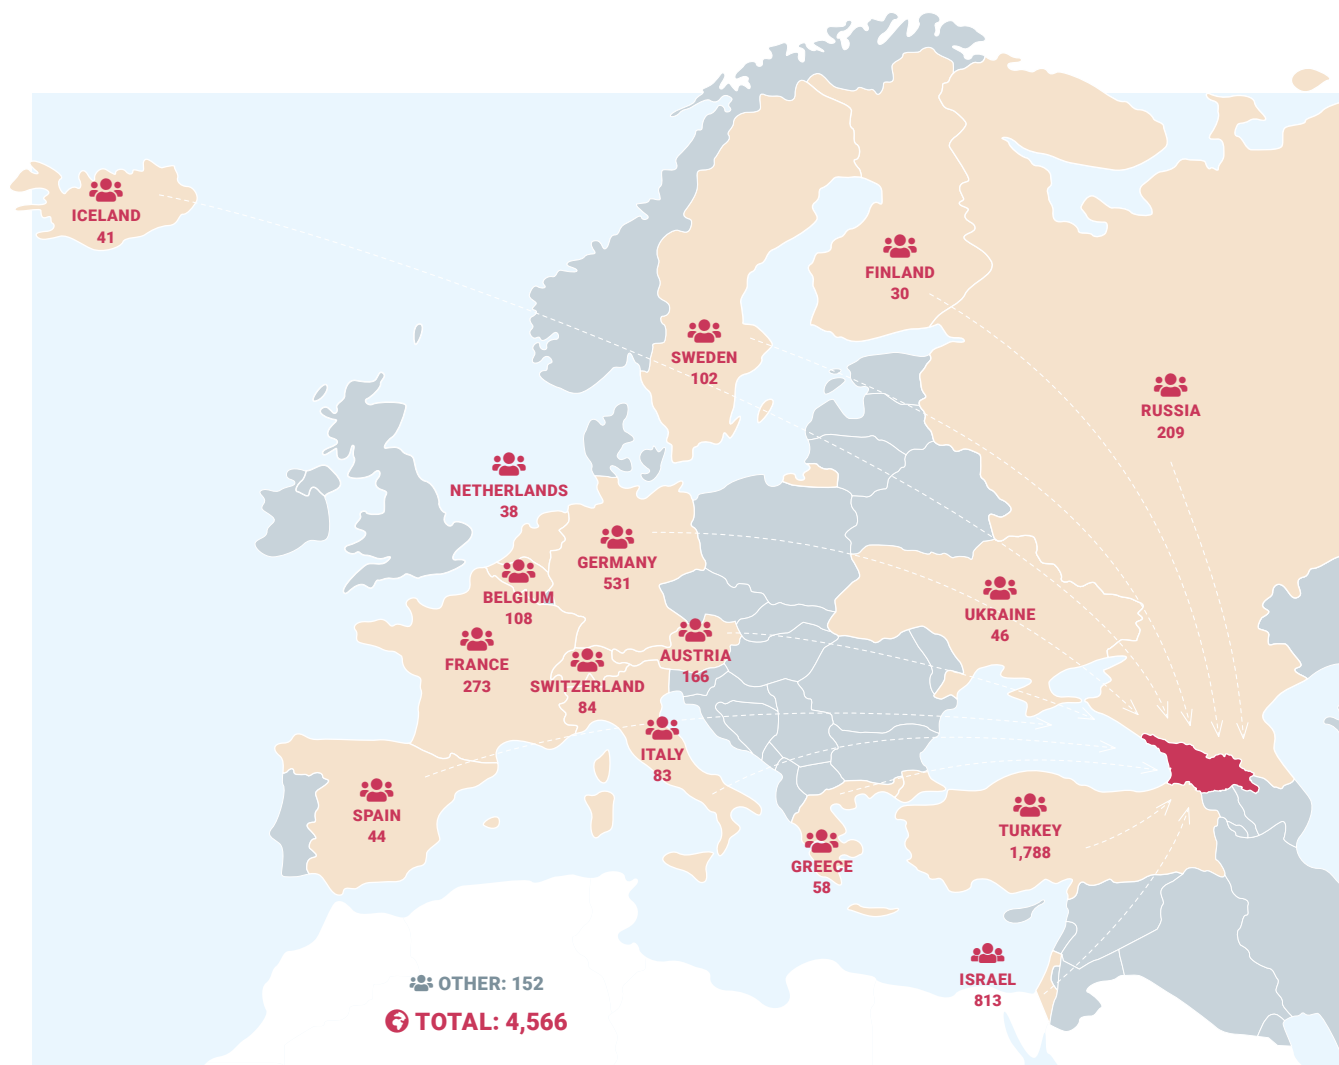 ICELAND
41
FINLAND
30
SWEDEN
102
RUSSIA
209
NETHERLANDS
38
GERMANY
531
BELGIUM
108
UKRAINE
46
FRANCE
273
AUSTRIA
166
SWITZERLAND
84
ITALY
83
SPAIN
44
TURKEY
1,788
GREECE
58
ISRAEL
813
OTHER: 152
TOTAL: 4,566